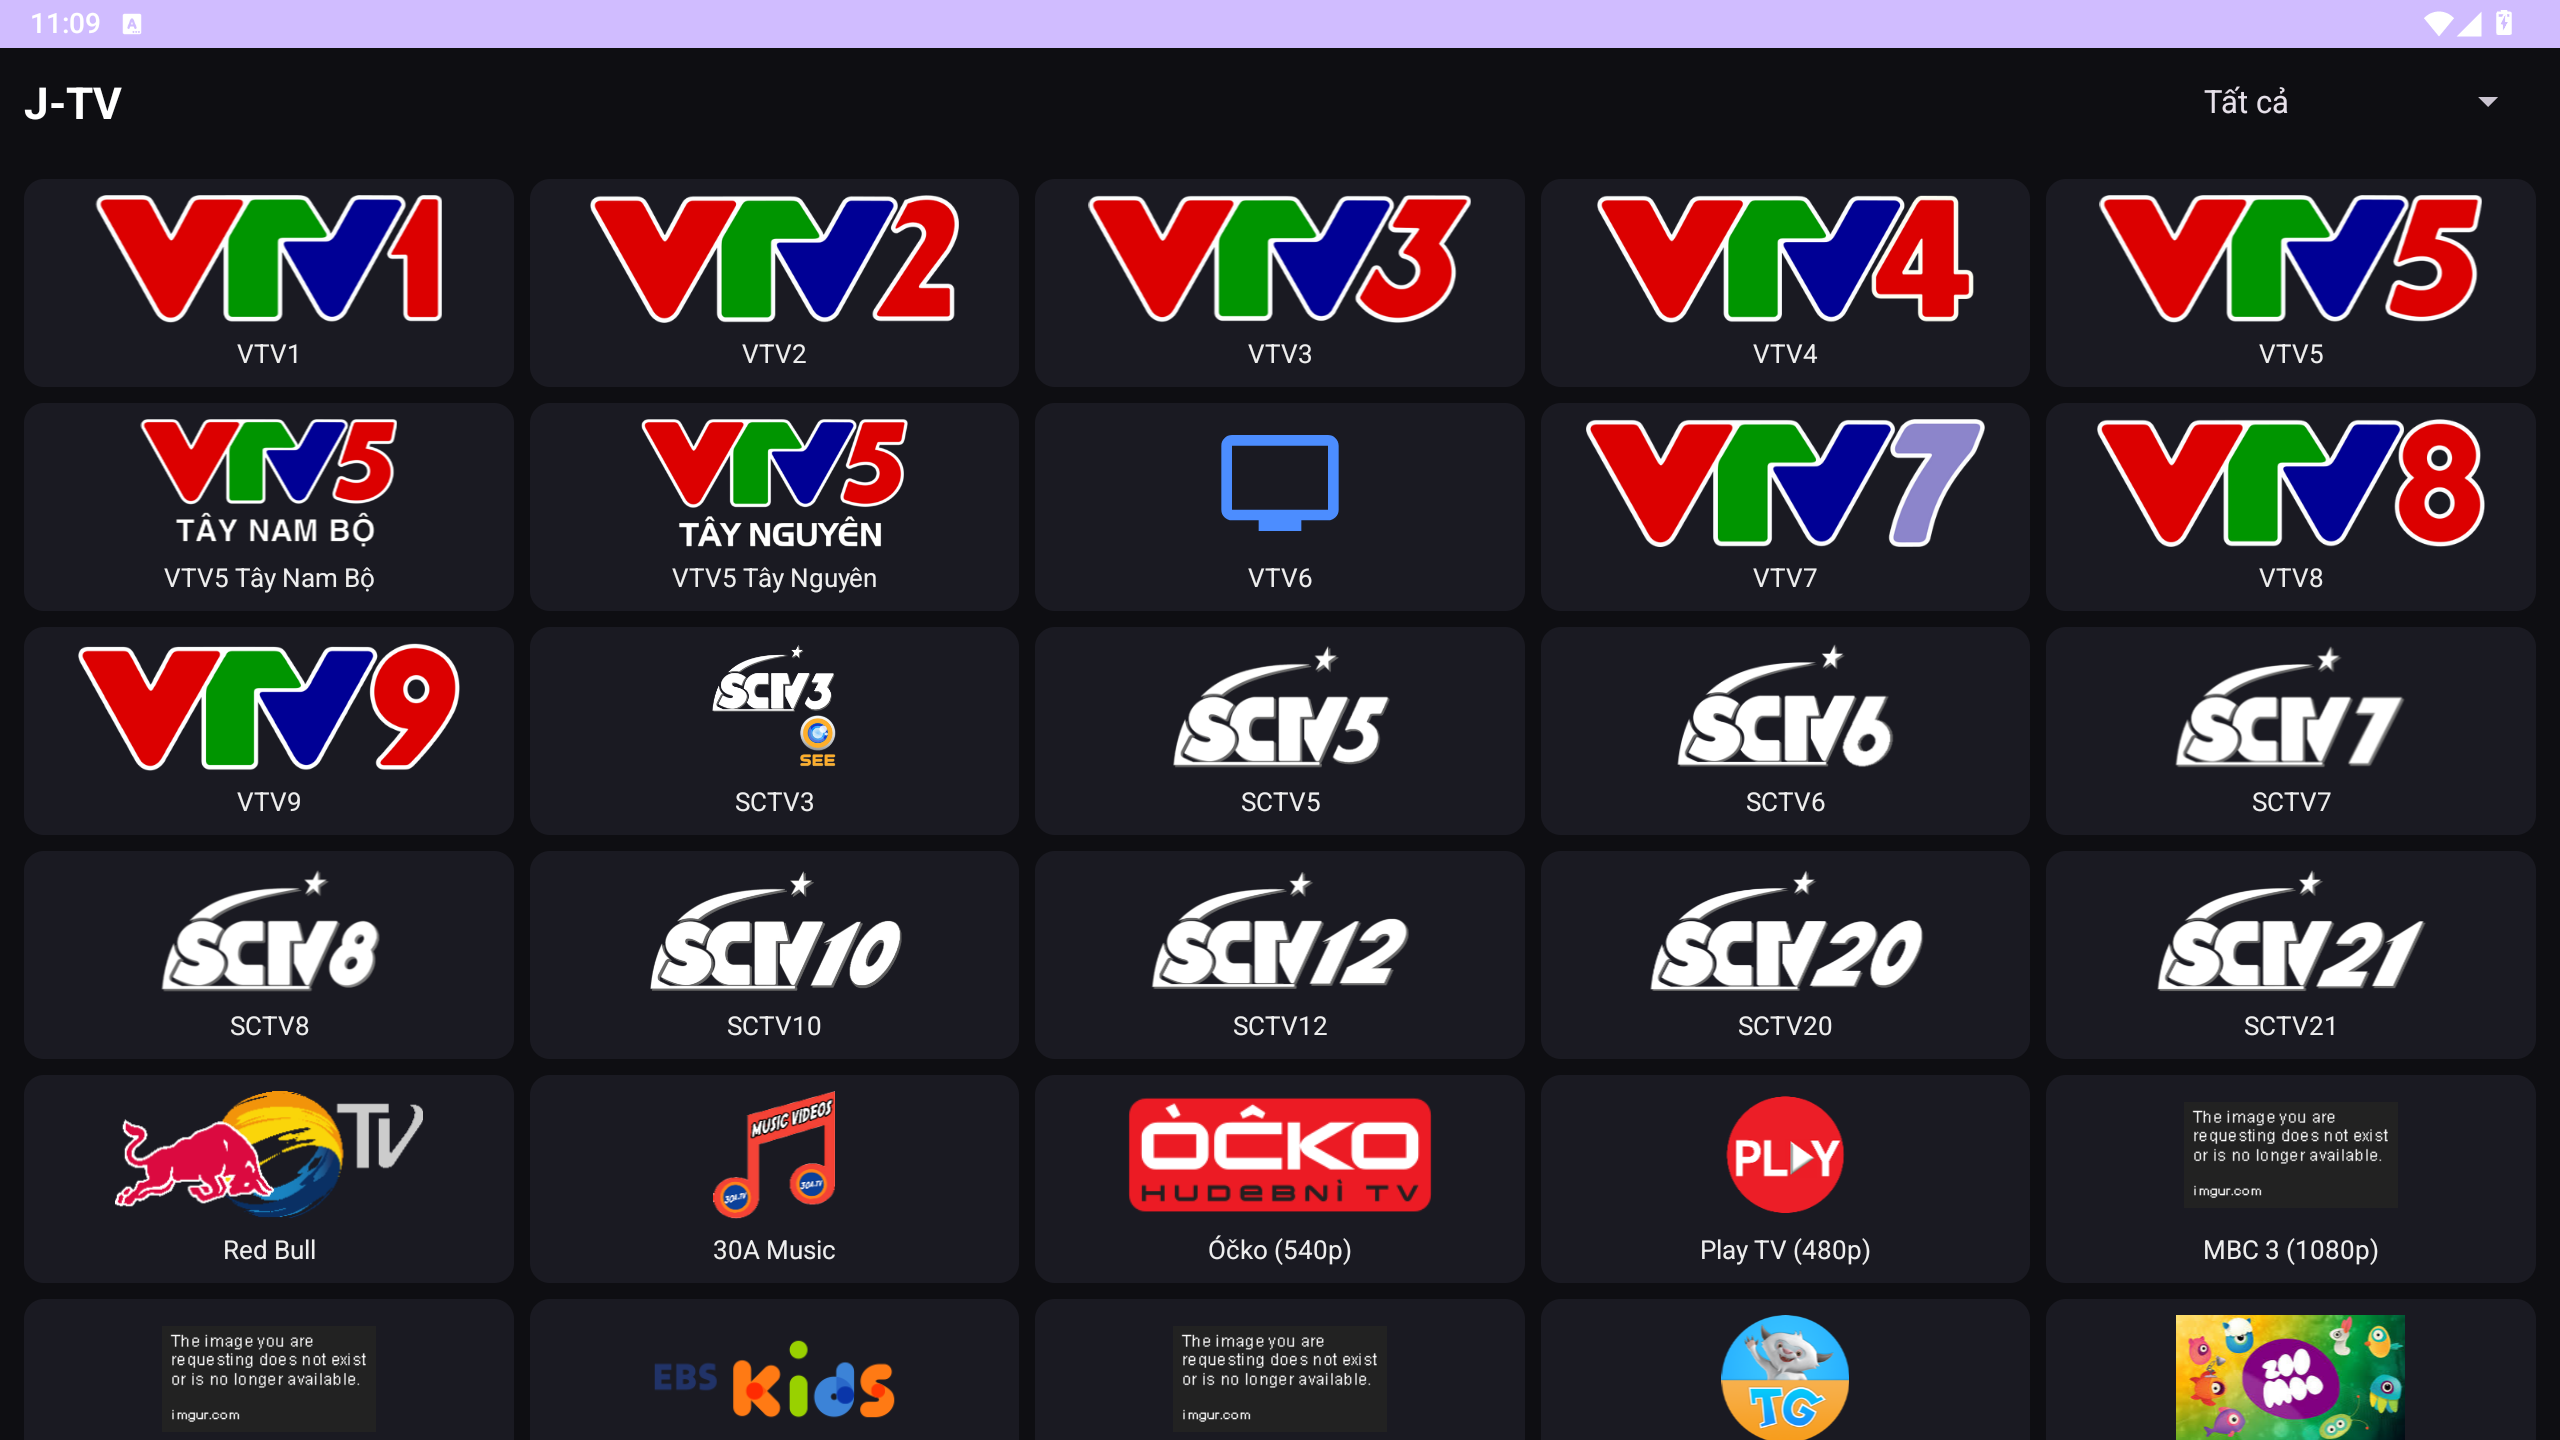 11:09
J-TV
Tất cả
VTV1
VTV2
VTV3
VTV4
VTV5
VTV1
VTV2
VTV3
VTV4
VTV5
VTV5
TÂY NAM BỘ
VTV5
TÂY NGUYÊN
VTV7
VTV8
VTV5 Tây Nam Bộ
VTV5 Tây Nguyên
VTV6
VTV7
VTV8
VTV9
SCTV3
SEE
SCTV5
SCTV6
SCTV7
VTV9
SCTV3
SCTV5
SCTV6
SCTV7
SCTV8
SCTV10
SCTV12
SCTV20
SCTV21
SCTV8
SCTV10
SCTV12
SCTV20
SCTV21
TV
MUSIC VIDEOS
30A.TV
30A.TV
ÒČKO
HUDEBNÌ TV
PLAY
The image you are
requesting does not exist
or is no longer available.
imgur.com
Red Bull
30A Music
Óčko (540p)
Play TV (480p)
MBC 3 (1080p)
The image you are
requesting does not exist
or is no longer available.
imgur.com
EBS kids
The image you are
requesting does not exist
or is no longer available.
imgur.com
TG
ZOO
MOO